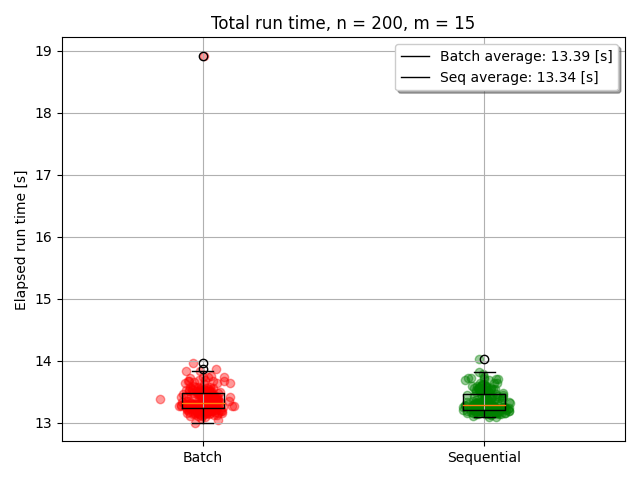 Total run time, n = 200, m = 15
Batch average: 13.39 [s]
Seq average: 13.34 [s]
Elapsed run time [s]
19
18
17
16
15
14
13
Batch
Sequential